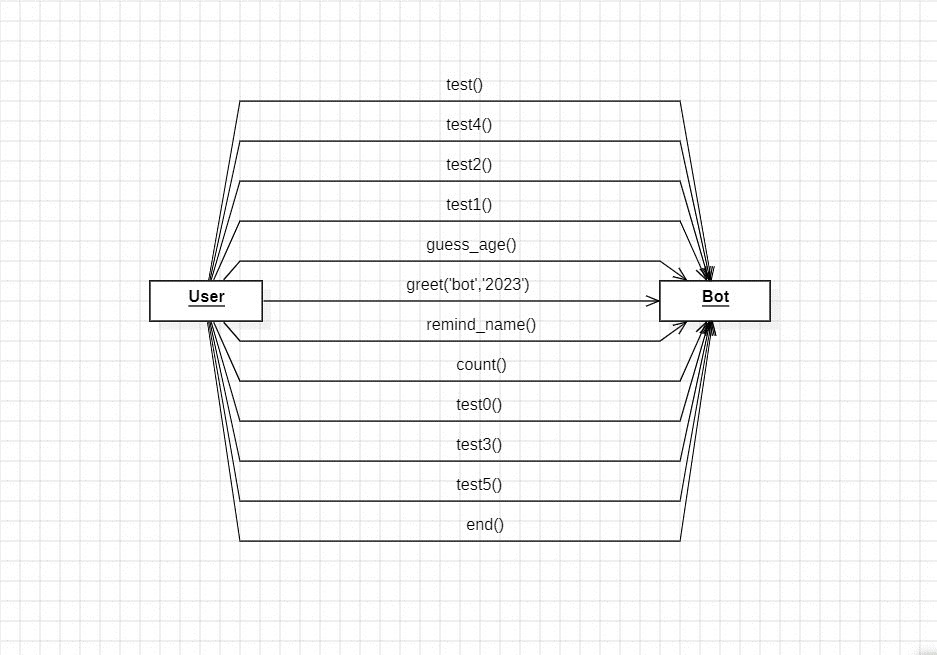 test()
test4()
test2()
test1()
guess_age()
greet('bot','2023')
User
Bot
remind_name()
count()
test0()
test3()
test5()
end()